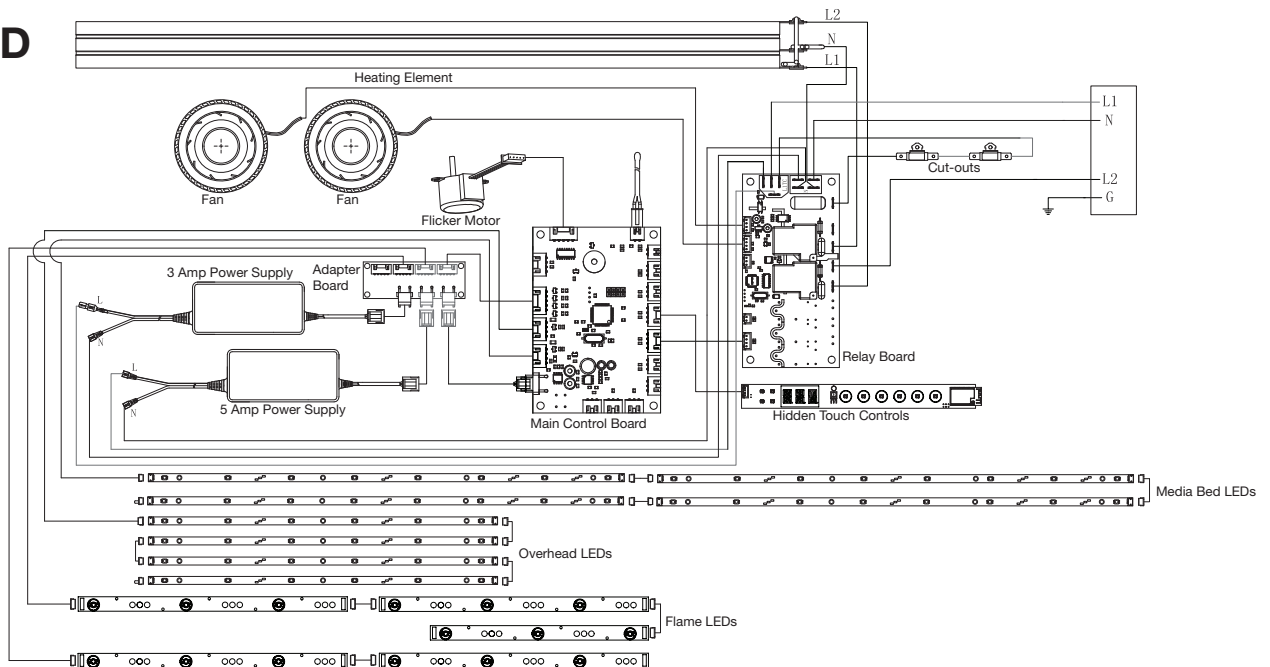 D
L2
N
L1
Heating Element
L1
N
Fan
Fan
Cut-outs
L2
G
Flicker Motor
3 Amp Power Supply
Adapter
Board
L
N
Relay Board
L
N
5 Amp Power Supply
Main Control Board
Hidden Touch Controls
Media Bed LEDs
Overhead LEDs
Flame LEDs